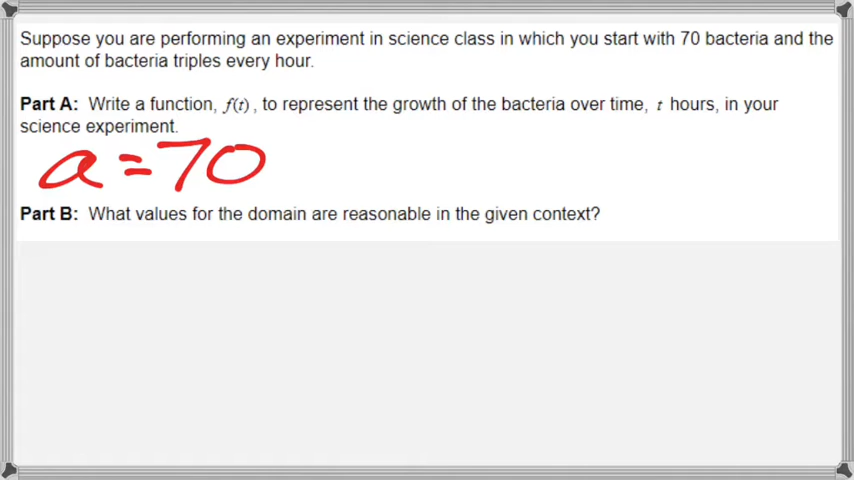 Suppose you are performing an experiment in science class in which you start with 70 bacteria and the
amount of bacteria triples every hour.
Part A: Write a function, f(t), to represent the growth of the bacteria over time, t hours, in your
science experiment.
a = 70
Part B: What values for the domain are reasonable in the given context?